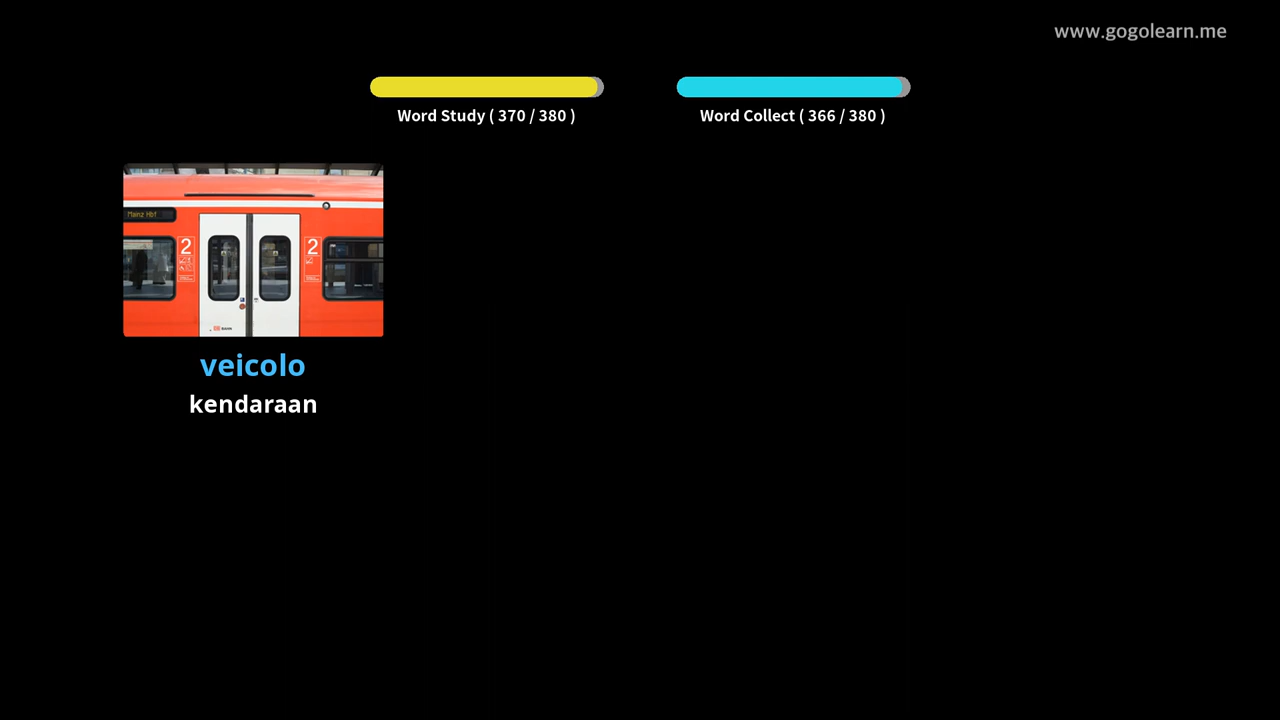 www.gogolearn.me
Word Study ( 370 / 380 )
Word Collect ( 366 / 380 )
Mainz Hbf
2
2
veicolo
kendaraan